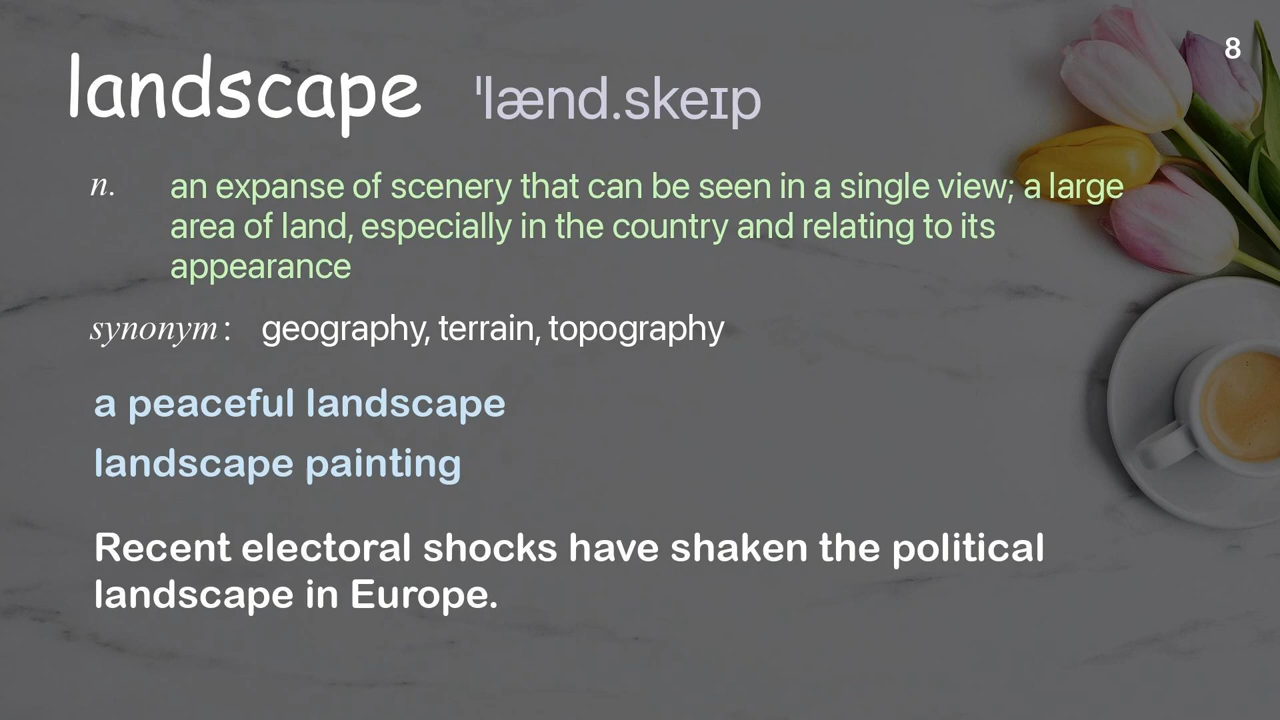 8
landscape ˈlænd.skeɪp
n. an expanse of scenery that can be seen in a single view; a large
area of land, especially in the country and relating to its
appearance
synonym: geography, terrain, topography
a peaceful landscape
landscape painting
Recent electoral shocks have shaken the political
landscape in Europe.